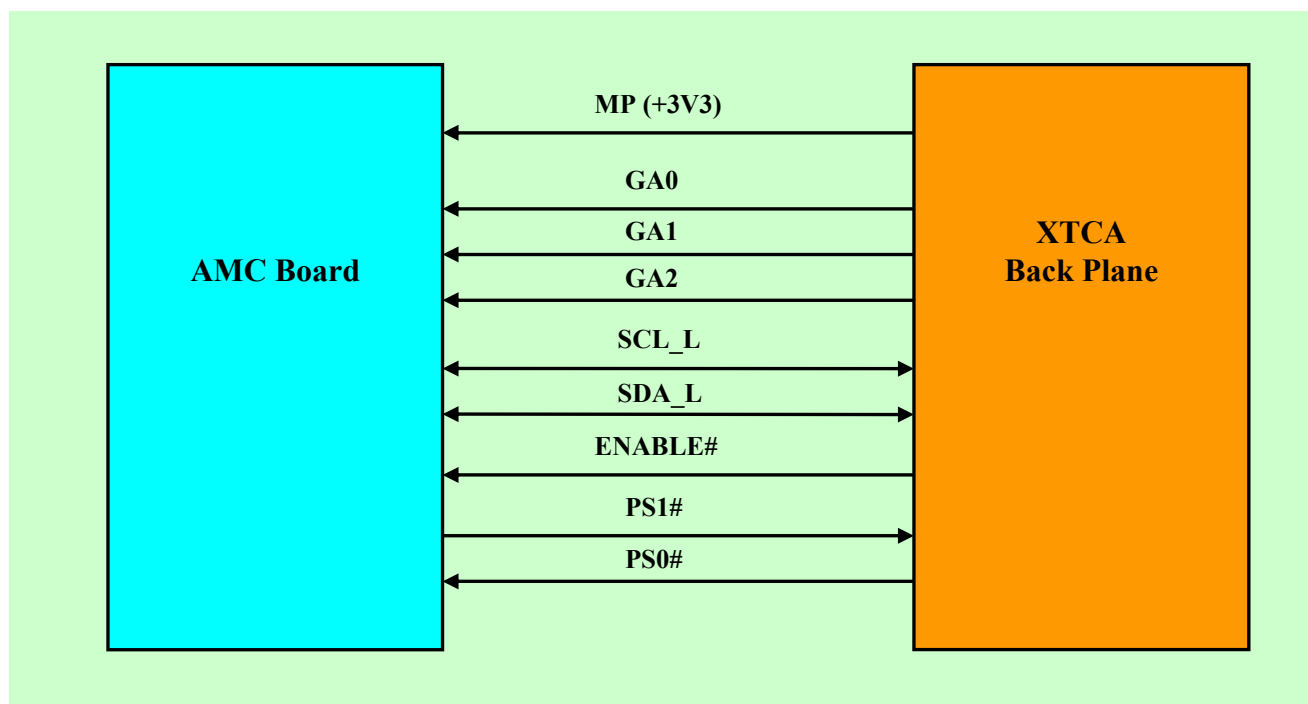 MP (+3V3)
GA0
GA1
GA2
SCL_L
SDA_L
ENABLE#
PS1#
PS0#
AMC Board
XTCA
Back Plane